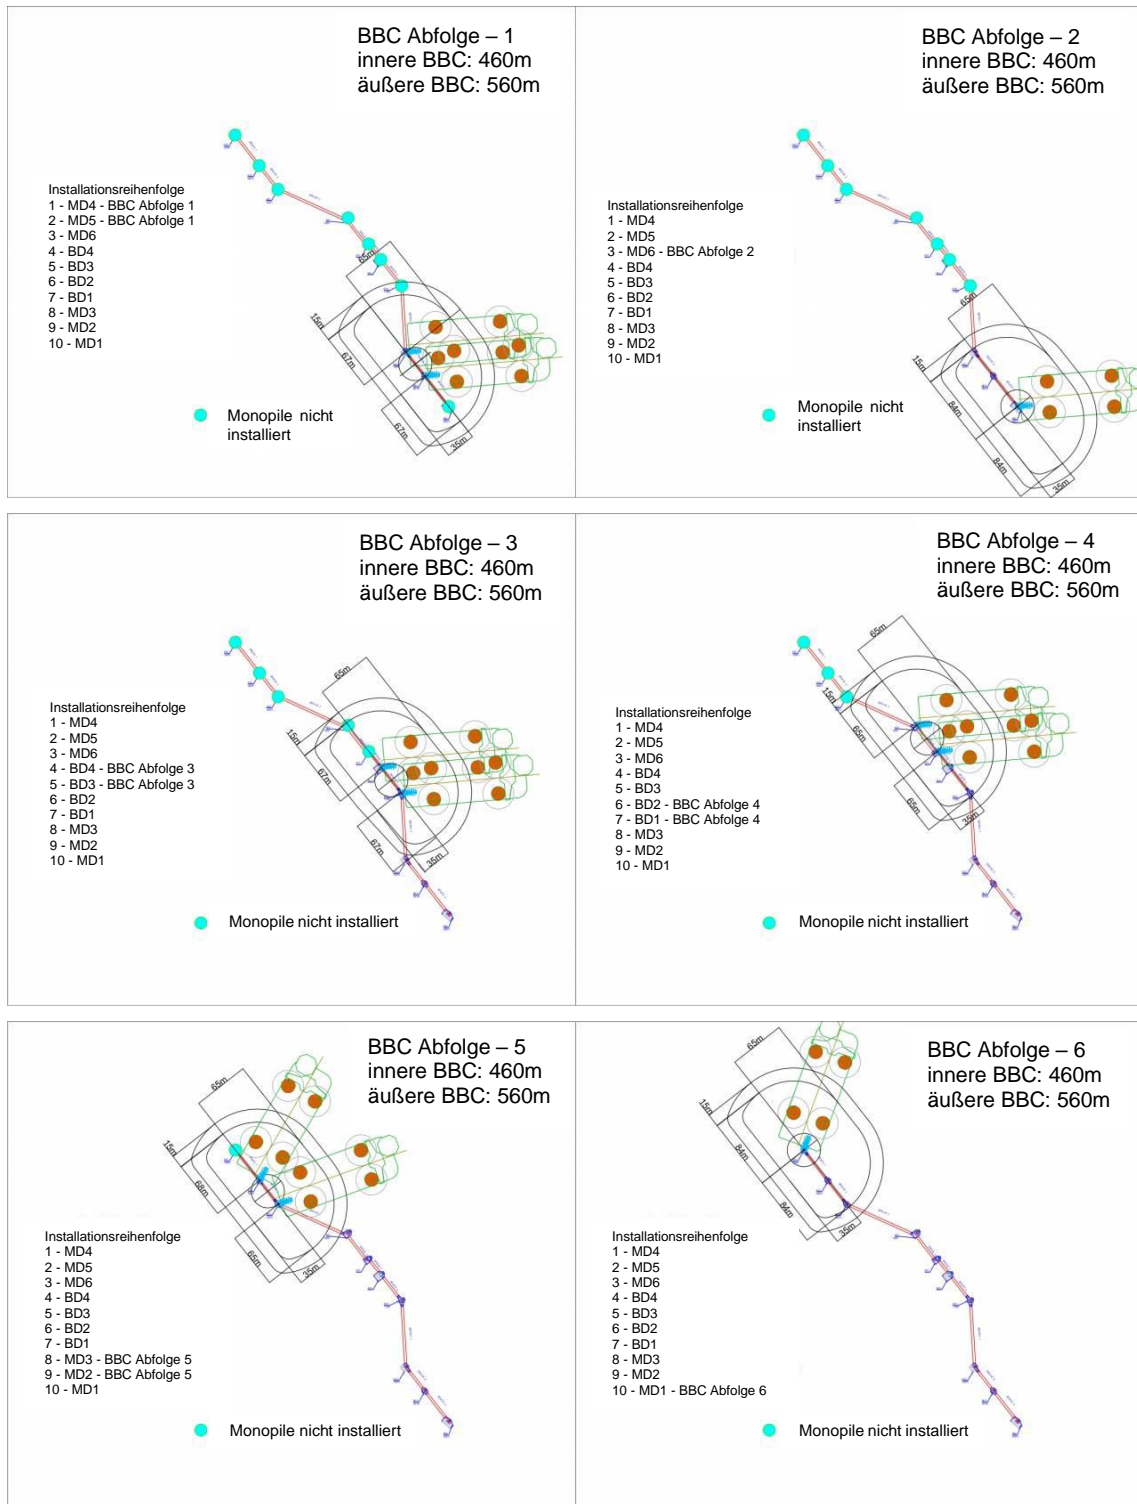 BBC Abfolge – 1
innere BBC: 460m
äußere BBC: 560m
Installationsreihenfolge
1 - MD4 - BBC Abfolge 1
2 - MD5 - BBC Abfolge 1
3 - MD6
4 - BD4
5 - BD3
6 - BD2
7 - BD1
8 - MD3
9 - MD2
10 - MD1
65m
15m
67m
67m
35m
Monopile nicht
installiert
BBC Abfolge – 2
innere BBC: 460m
äußere BBC: 560m
Installationsreihenfolge
1 - MD4
2 - MD5
3 - MD6 - BBC Abfolge 2
4 - BD4
5 - BD3
6 - BD2
7 - BD1
8 - MD3
9 - MD2
10 - MD1
65m
15m
84m
84m
35m
Monopile nicht
installiert
BBC Abfolge – 3
innere BBC: 460m
äußere BBC: 560m
Installationsreihenfolge
1 - MD4
2 - MD5
3 - MD6
4 - BD4 - BBC Abfolge 3
5 - BD3 - BBC Abfolge 3
6 - BD2
7 - BD1
8 - MD3
9 - MD2
10 - MD1
65m
15m
67m
67m
35m
Monopile nicht installiert
BBC Abfolge – 4
innere BBC: 460m
äußere BBC: 560m
Installationsreihenfolge
1 - MD4
2 - MD5
3 - MD6
4 - BD4
5 - BD3
6 - BD2 - BBC Abfolge 4
7 - BD1 - BBC Abfolge 4
8 - MD3
9 - MD2
10 - MD1
65m
15m
65m
65m
35m
Monopile nicht installiert
BBC Abfolge – 5
innere BBC: 460m
äußere BBC: 560m
65m
15m
68m
65m
35m
Installationsreihenfolge
1 - MD4
2 - MD5
3 - MD6
4 - BD4
5 - BD3
6 - BD2
7 - BD1
8 - MD3 - BBC Abfolge 5
9 - MD2 - BBC Abfolge 5
10 - MD1
Monopile nicht installiert
BBC Abfolge – 6
innere BBC: 460m
äußere BBC: 560m
65m
15m
84m
84m
35m
Installationsreihenfolge
1 - MD4
2 - MD5
3 - MD6
4 - BD4
5 - BD3
6 - BD2
7 - BD1
8 - MD3
9 - MD2
10 - MD1 - BBC Abfolge 6
Monopile nicht installiert